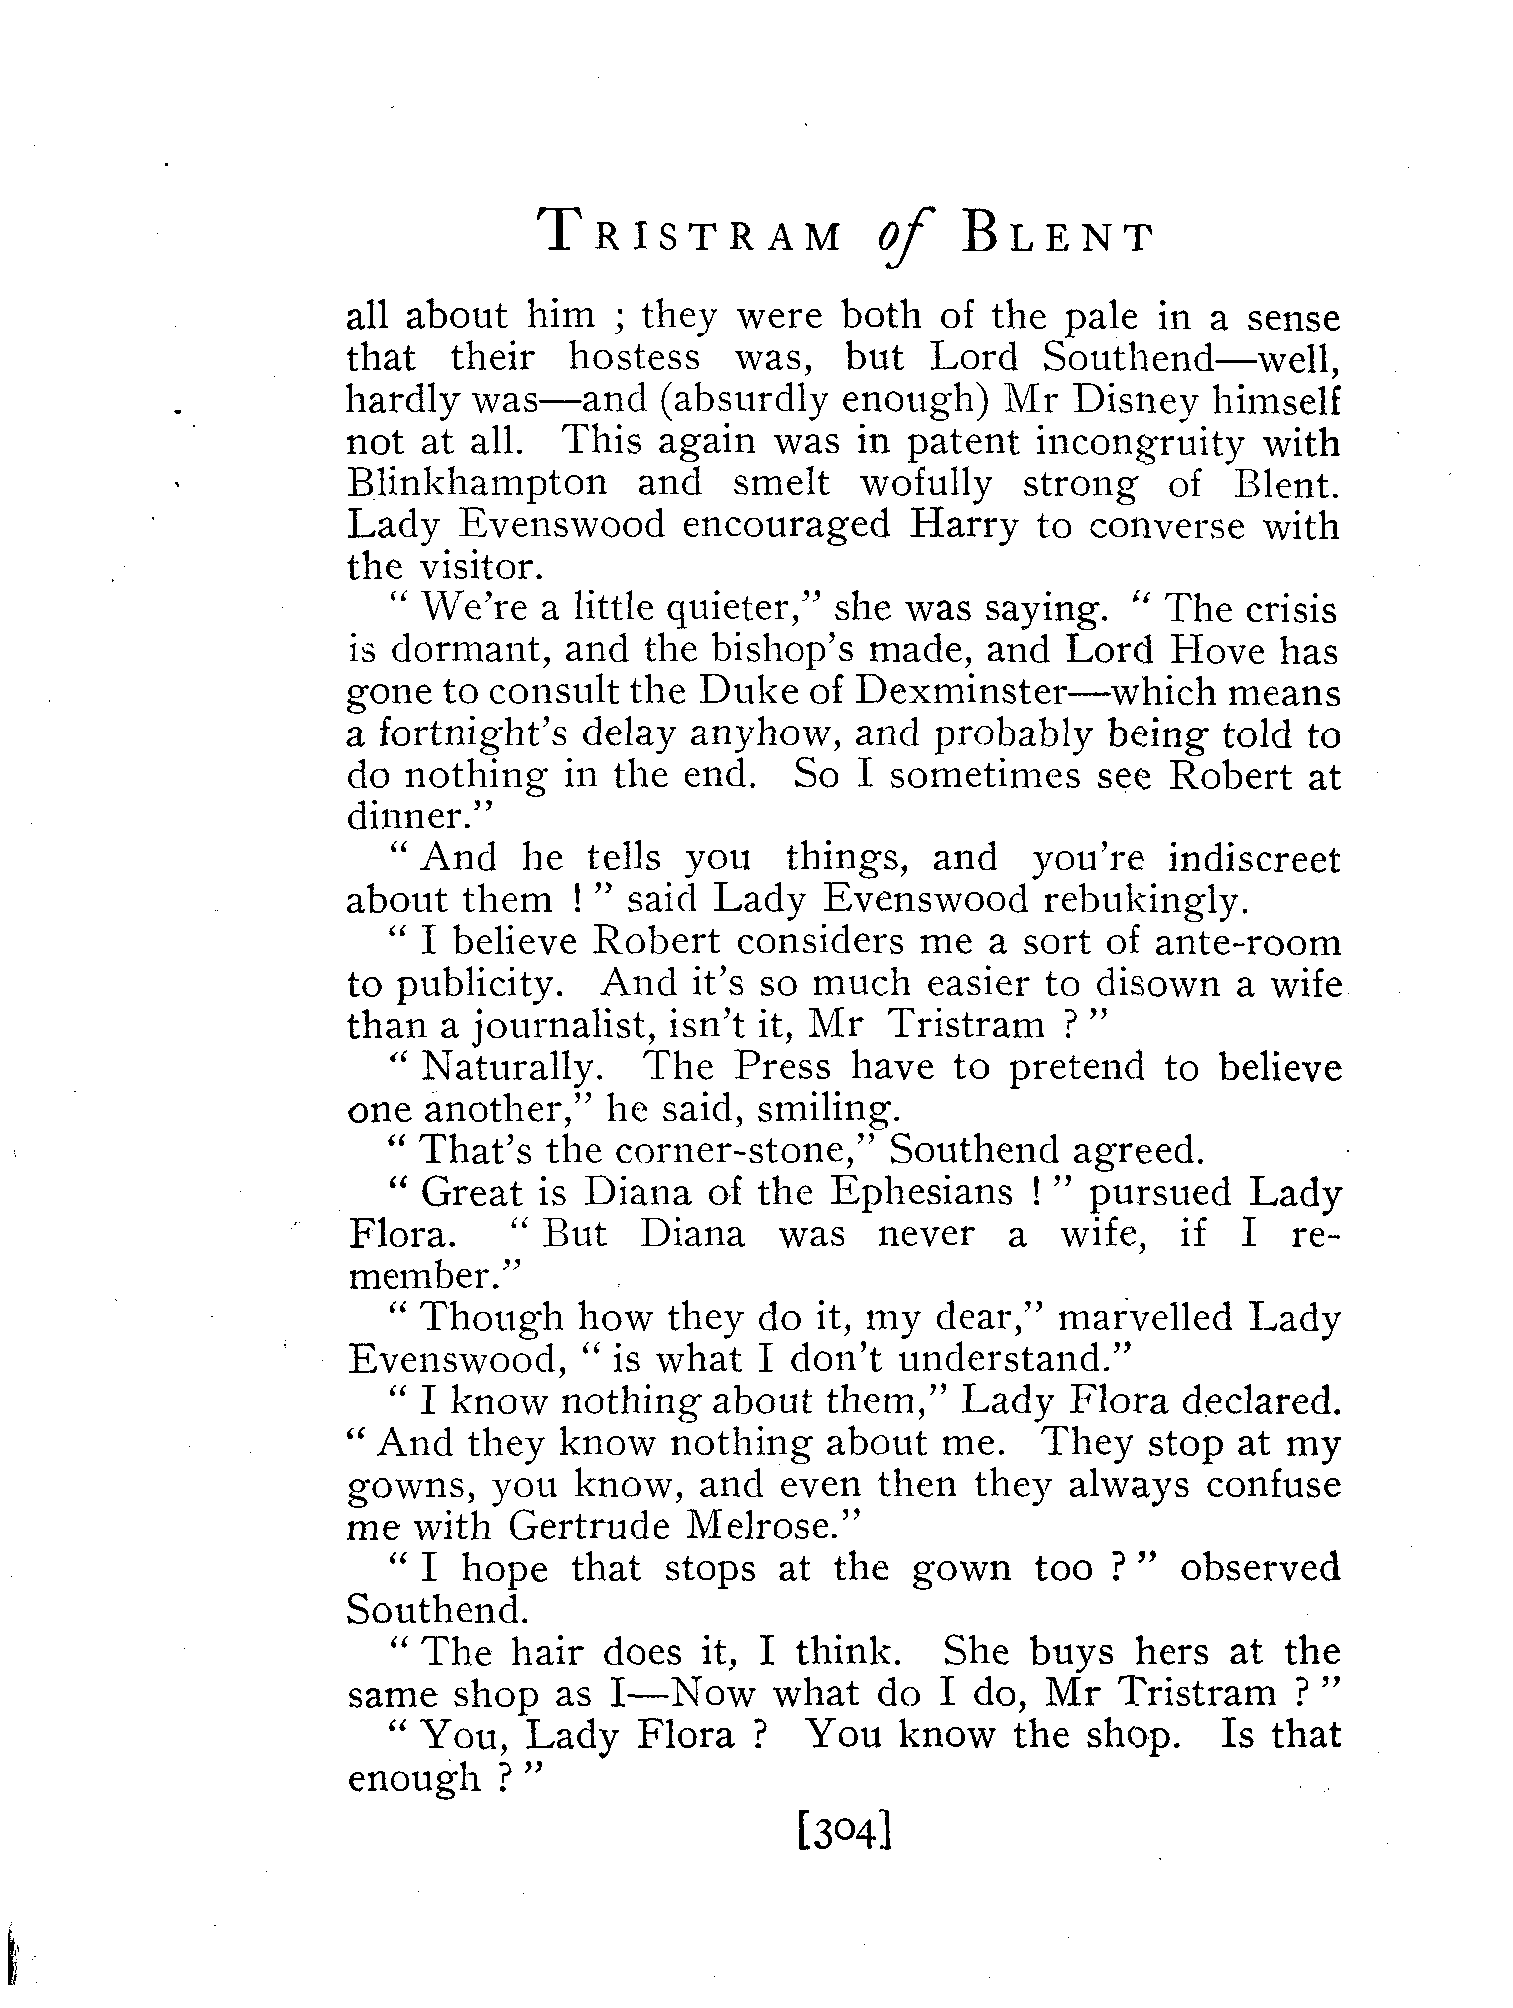 TRISTRAM of BLENT
all about him ; they were both of the pale in a sense
that their hostess was, but Lord Southend—well,
hardly was—and (absurdly enough) Mr Disney himself
not at all. This again was in patent incongruity with
Blinkhampton and smelt wofully strong of Blent.
Lady Evenswood encouraged Harry to converse with
the visitor.
“ We're a little quieter,” she was saying. “ The crisis
is dormant, and the bishop's made, and Lord Hove has
gone to consult the Duke of Dexminster—which means
a fortnight's delay anyhow, and probably being told to
do nothing in the end. So I sometimes see Robert at
dinner.”
“ And he tells you things, and you're indiscreet
about them ! ” said Lady Evenswood rebukingly.
“ I believe Robert considers me a sort of ante-room
to publicity. And it's so much easier to disown a wife
than a journalist, isn't it, Mr Tristram ? ”
“ Naturally. The Press have to pretend to believe
one another,” he said, smiling.
“ That's the corner-stone,” Southend agreed.
“ Great is Diana of the Ephesians ! ” pursued Lady
Flora. “ But Diana was never a wife, if I re-
member.”
“ Though how they do it, my dear,” marvelled Lady
Evenswood, “ is what I don't understand.”
“ I know nothing about them,” Lady Flora declared.
“ And they know nothing about me. They stop at my
gowns, you know, and even then they always confuse
me with Gertrude Melrose.”
“ I hope that stops at the gown too ? ” observed
Southend.
“ The hair does it, I think. She buys hers at the
same shop as I—Now what do I do, Mr Tristram ? ”
“ You, Lady Flora ? You know the shop. Is that
enough ? ”
[304]